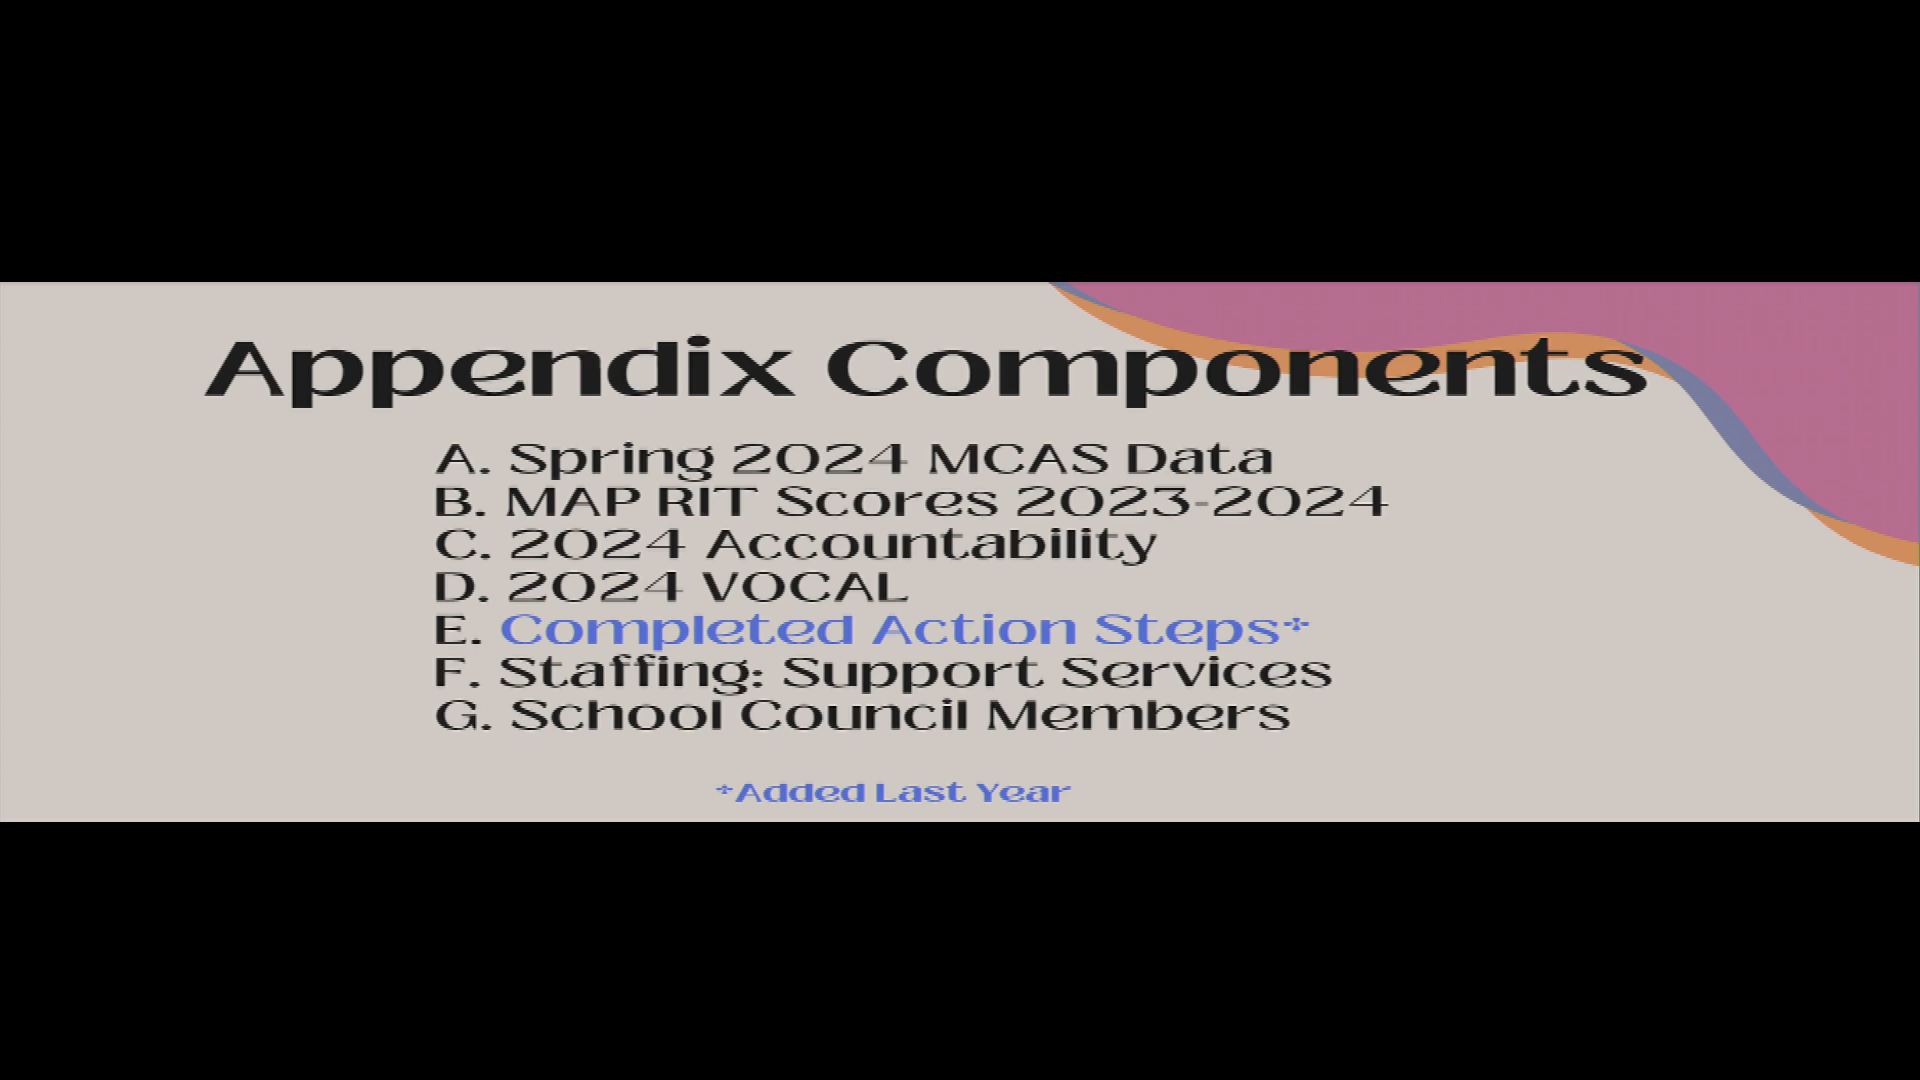 Appendix Components
A. Spring 2024 MCAS Data
B. MAP RIT Scores 2023-2024
C. 2024 Accountability
D. 2024 VOCAL
E. Completed Action Steps*
F. Staffing: Support Services
G. School Council Members
*Added Last Year